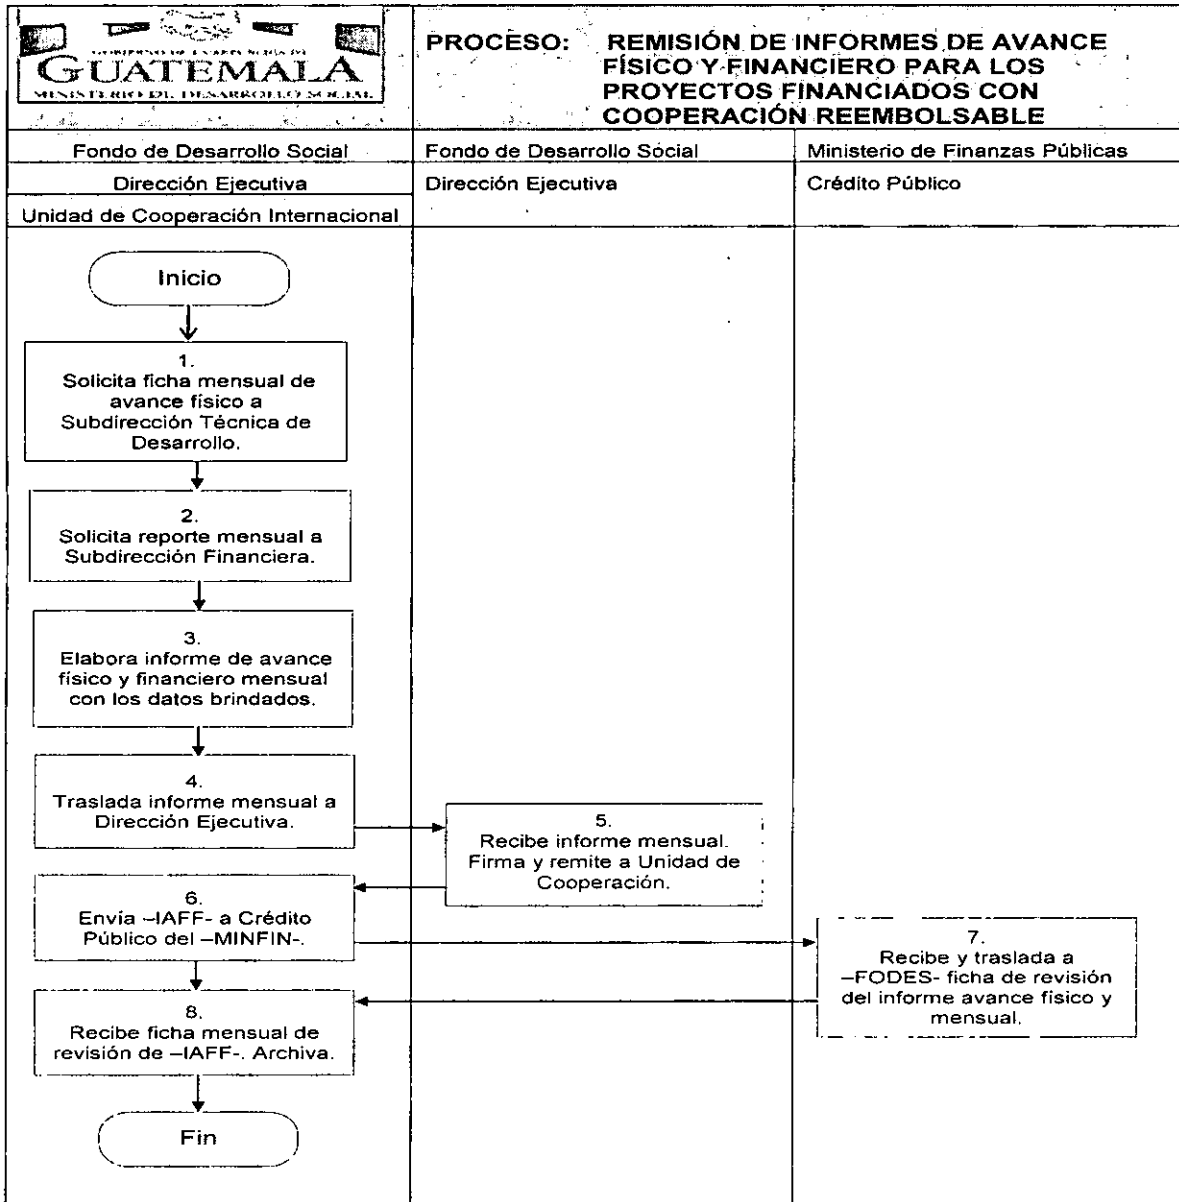 GOBIERNO DE LA REPÚBLICA DE
GUATEMALA
MINISTERIO DE DESARROLLO SOCIAL
PROCESO: REMISIÓN DE INFORMES DE AVANCE
FÍSICO Y FINANCIERO PARA LOS
PROYECTOS FINANCIADOS CON
COOPERACIÓN REEMBOLSABLE
Fondo de Desarrollo Social
Fondo de Desarrollo Social
Ministerio de Finanzas Públicas
Dirección Ejecutiva
Dirección Ejecutiva
Crédito Público
Unidad de Cooperación Internacional
Inicio
1.
Solicita ficha mensual de
avance físico a
Subdirección Técnica de
Desarrollo.
2.
Solicita reporte mensual a
Subdirección Financiera.
3.
Elabora informe de avance
físico y financiero mensual
con los datos brindados.
4.
Traslada informe mensual a
Dirección Ejecutiva.
5.
Recibe informe mensual.
Firma y remite a Unidad de
Cooperación.
6.
Envía –IAFF- a Crédito
Público del –MINFIN-.
7.
Recibe y traslada a
–FODES- ficha de revisión
del informe avance físico y
mensual.
8.
Recibe ficha mensual de
revisión de –IAFF-. Archiva.
Fin